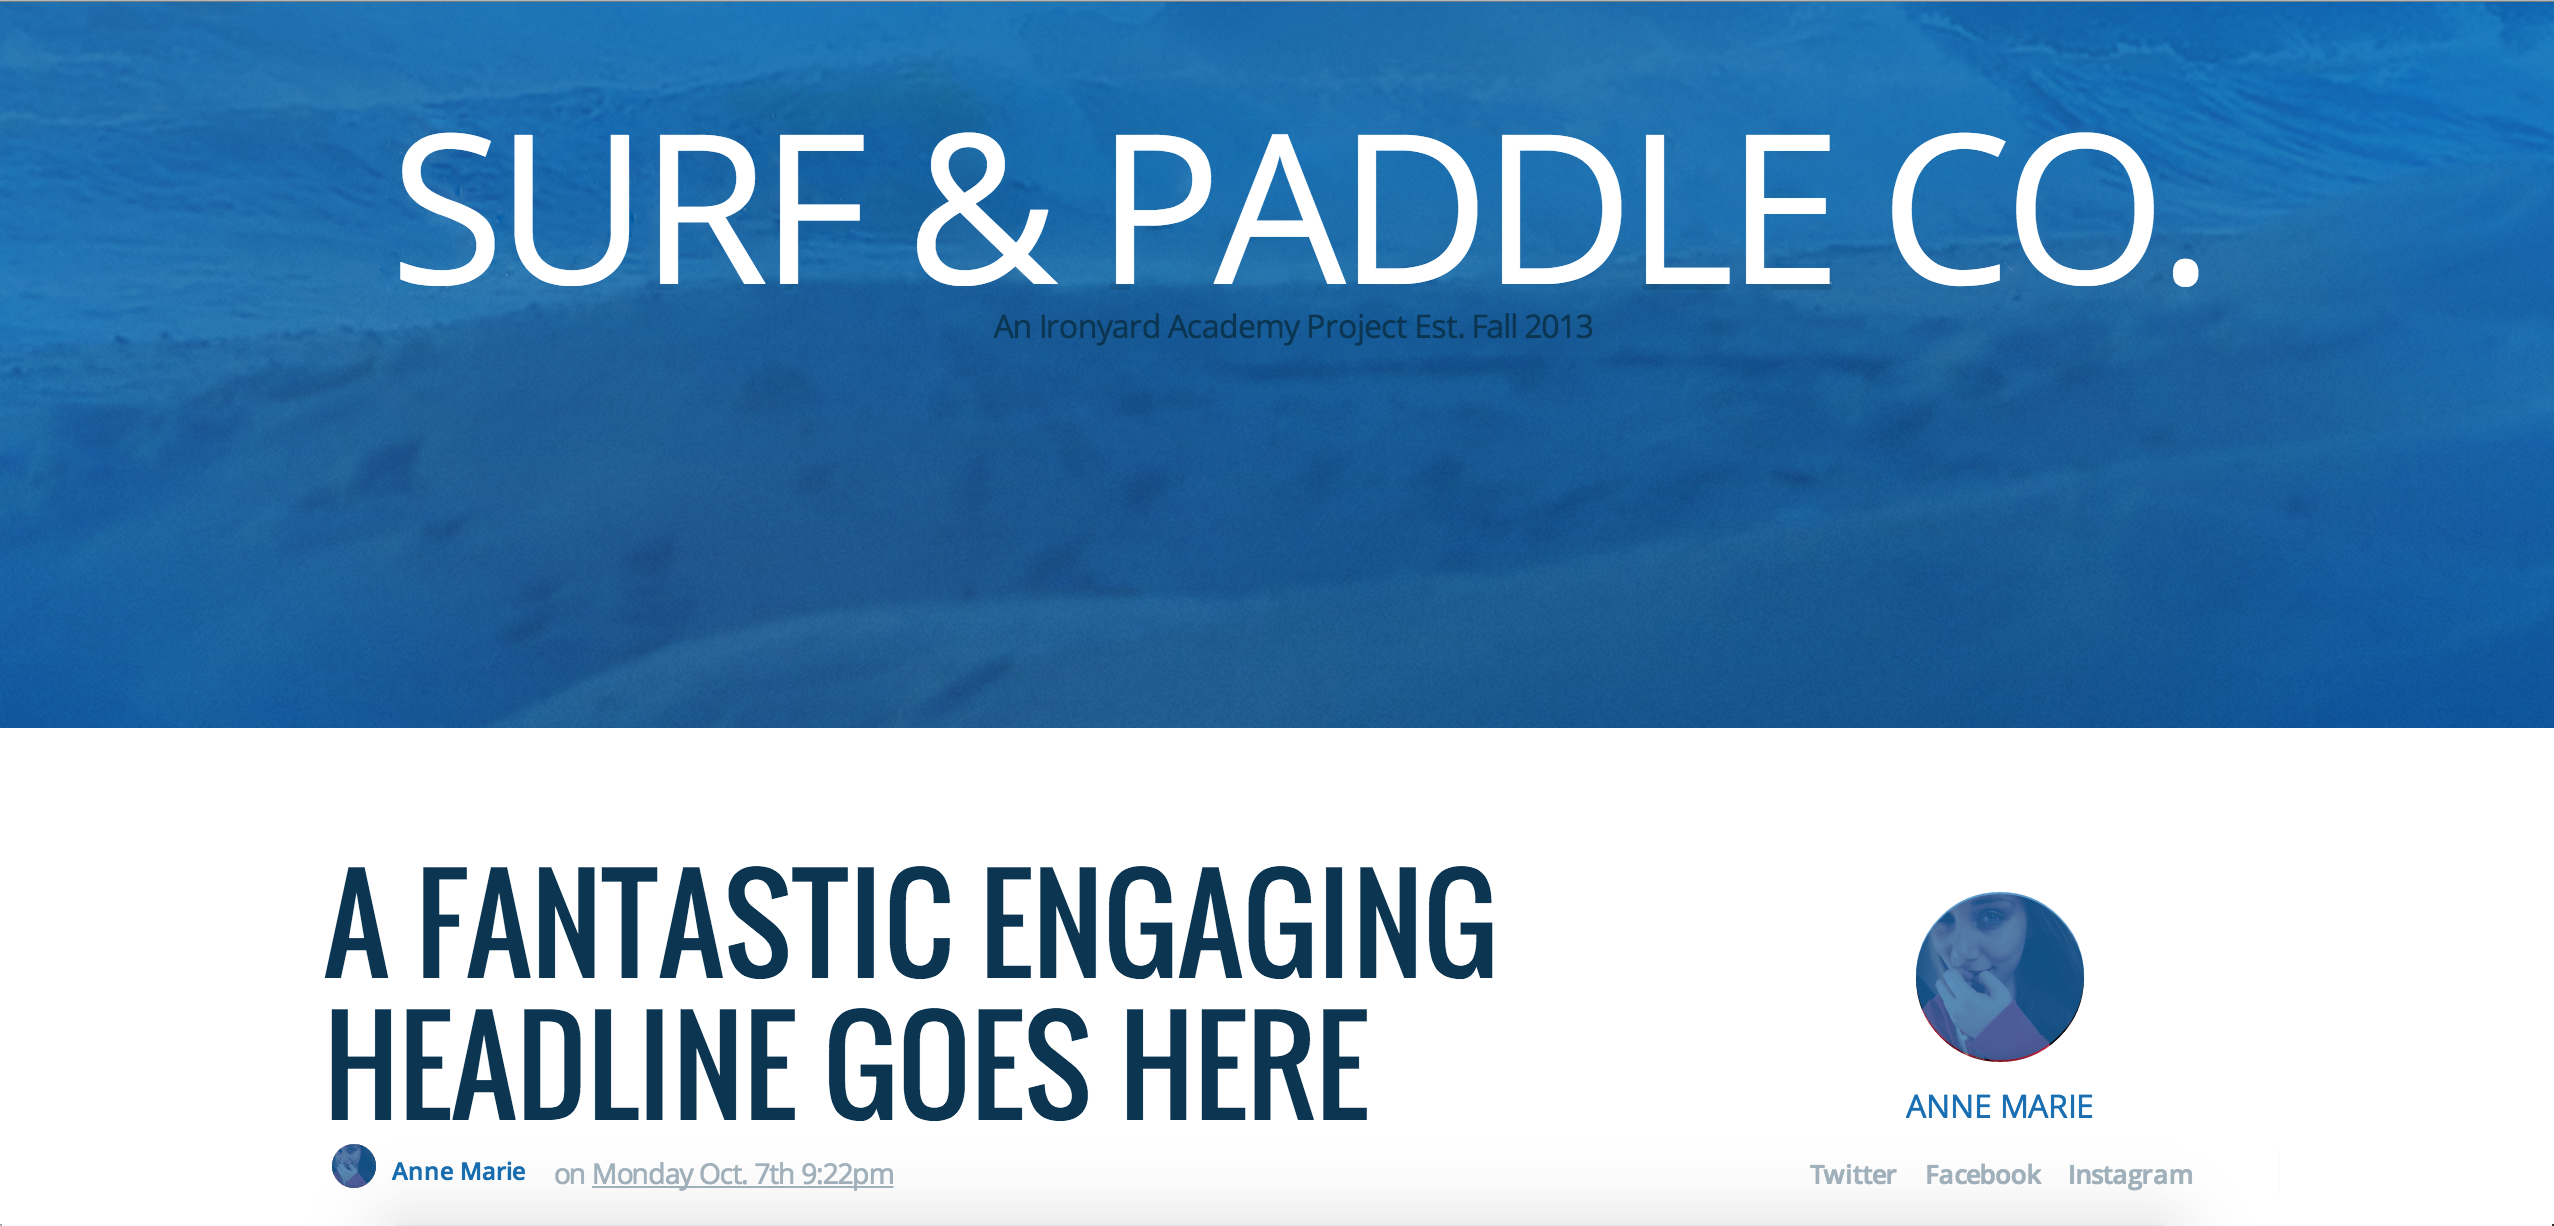 SURF & PADDLE CO.
An Ironyard Academy Project Est. Fall 2013
A FANTASTIC ENGAGING
HEADLINE GOES HERE
Anne Marie on Monday Oct. 7th 9:22pm
ANNE MARIE
Twitter Facebook Instagram